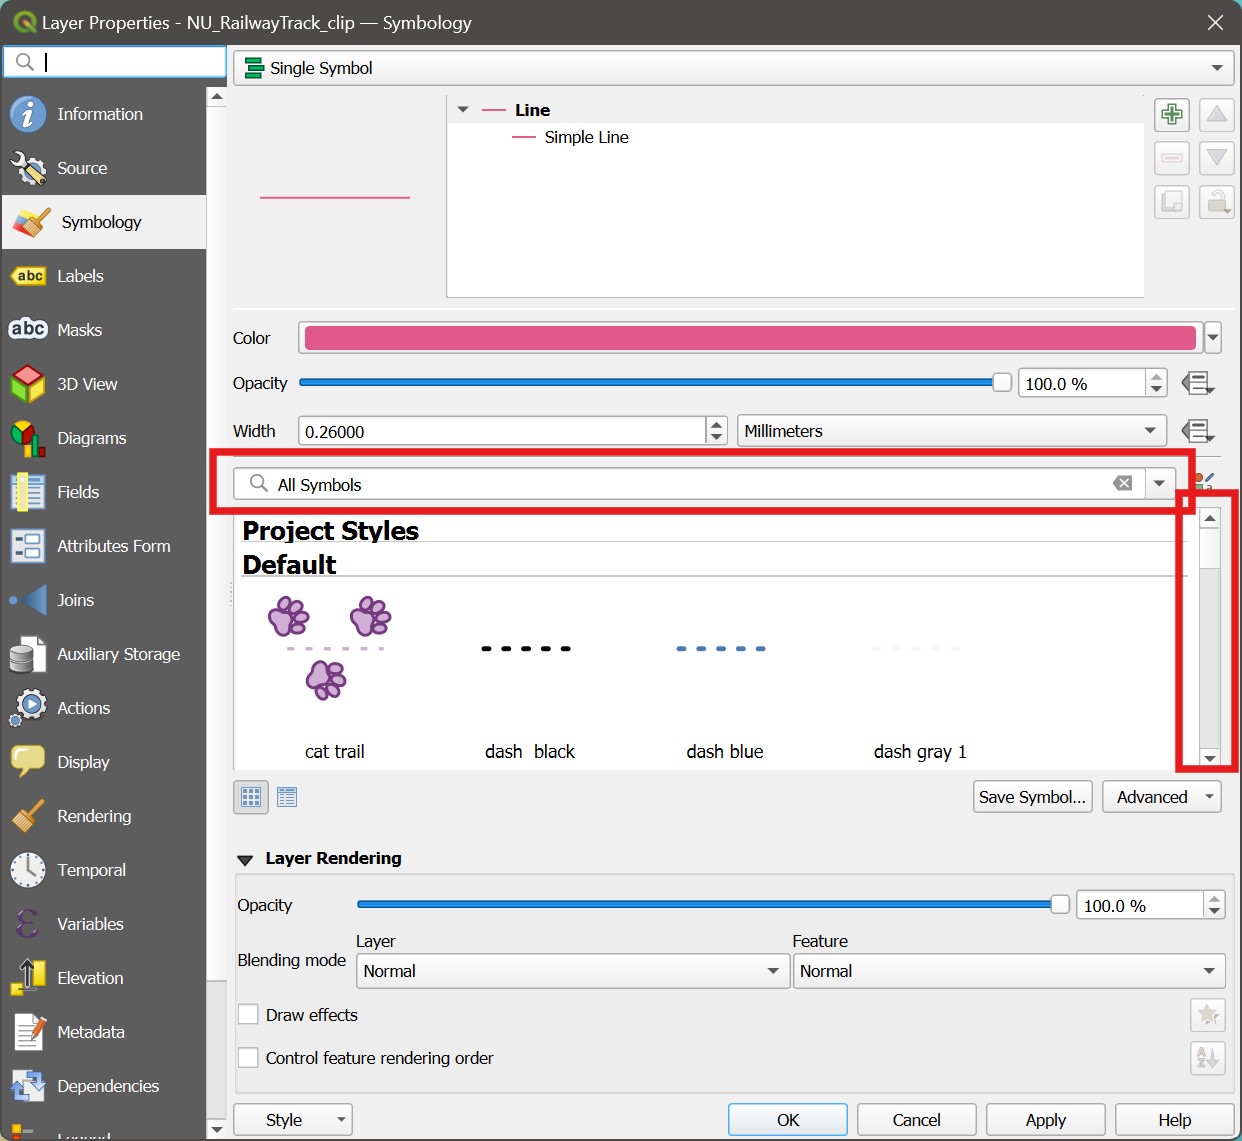 Layer Properties - NU_RailwayTrack_clip — Symbology
Information
Source
Symbology
abc Labels
abc Masks
3D View
Diagrams
Fields
Attributes Form
Joins
Auxiliary Storage
Actions
Display
Rendering
Temporal
Variables
Elevation
Metadata
Dependencies
Single Symbol
Line
Simple Line
Color
Opacity 100.0 %
Width 0.26000 Millimeters
All Symbols
Project Styles
Default
cat trail dash  black dash blue dash gray 1
Save Symbol... Advanced
Layer Rendering
Opacity 100.0 %
Layer Feature
Blending mode Normal Normal
Draw effects
Control feature rendering order
Style OK Cancel Apply Help